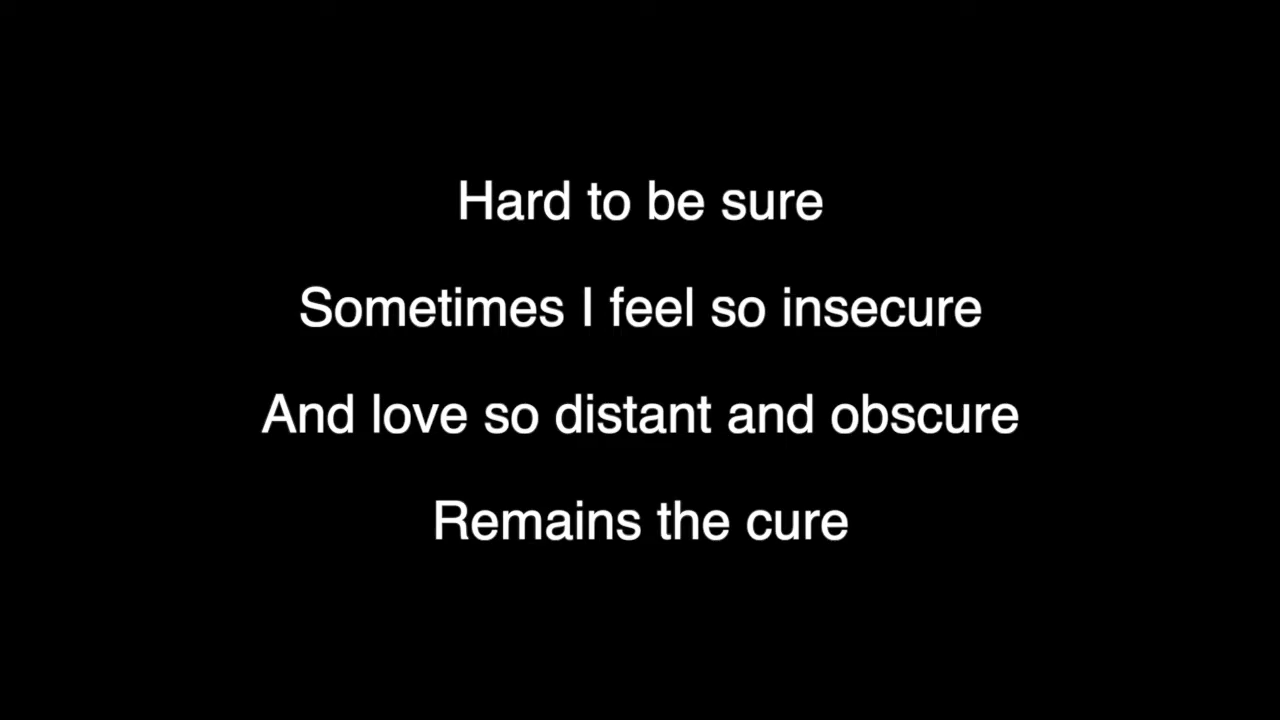 Hard to be sure
Sometimes I feel so insecure
And love so distant and obscure
Remains the cure